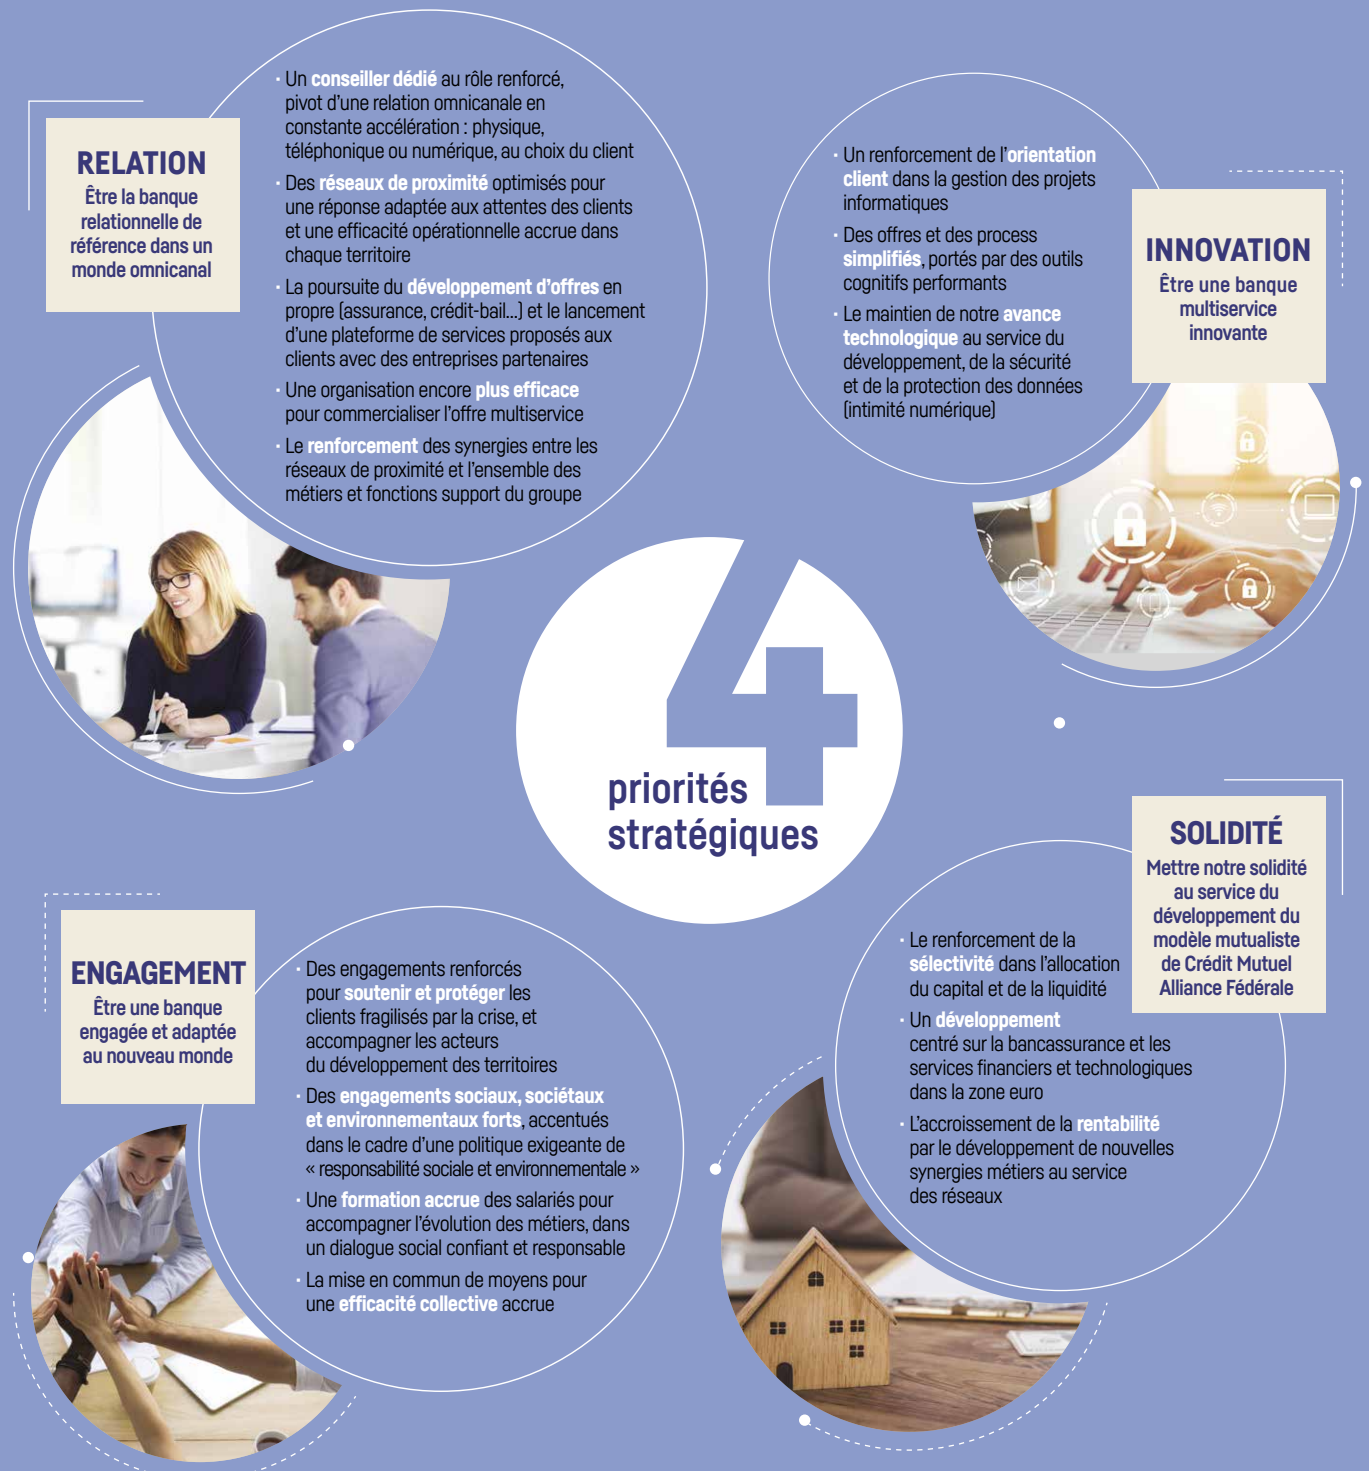 RELATION
Être la banque
relationnelle de
référence dans un
monde omnicanal
· Un conseiller dédié au rôle renforcé,
pivot d'une relation omnicanale en
constante accélération : physique,
téléphonique ou numérique, au choix du client
· Des réseaux de proximité optimisés pour
une réponse adaptée aux attentes des clients
et une efficacité opérationnelle accrue dans
chaque territoire
· La poursuite du développement d'offres en
propre (assurance, crédit-bail...) et le lancement
d'une plateforme de services proposés aux
clients avec des entreprises partenaires
· Une organisation encore plus efficace
pour commercialiser l'offre multiservice
· Le renforcement des synergies entre les
réseaux de proximité et l'ensemble des
métiers et fonctions support du groupe
INNOVATION
Être une banque
multiservice
innovante
· Un renforcement de l'orientation
client dans la gestion des projets
informatiques
· Des offres et des process
simplifiés, portés par des outils
cognitifs performants
· Le maintien de notre avance
technologique au service du
développement, de la sécurité
et de la protection des données
(intimité numérique)
4
priorités
stratégiques
ENGAGEMENT
Être une banque
engagée et adaptée
au nouveau monde
· Des engagements renforcés
pour soutenir et protéger les
clients fragilisés par la crise, et
accompagner les acteurs
du développement des territoires
· Des engagements sociaux, sociétaux
et environnementaux forts, accentués
dans le cadre d'une politique exigeante de
« responsabilité sociale et environnementale »
· Une formation accrue des salariés pour
accompagner l'évolution des métiers, dans
un dialogue social confiant et responsable
· La mise en commun de moyens pour
une efficacité collective accrue
SOLIDITÉ
Mettre notre solidité
au service du
développement du
modèle mutualiste
de Crédit Mutuel
Alliance Fédérale
· Le renforcement de la
sélectivité dans l'allocation
du capital et de la liquidité
· Un développement
centré sur la bancassurance et les
services financiers et technologiques
dans la zone euro
· L'accroissement de la rentabilité
par le développement de nouvelles
synergies métiers au service
des réseaux